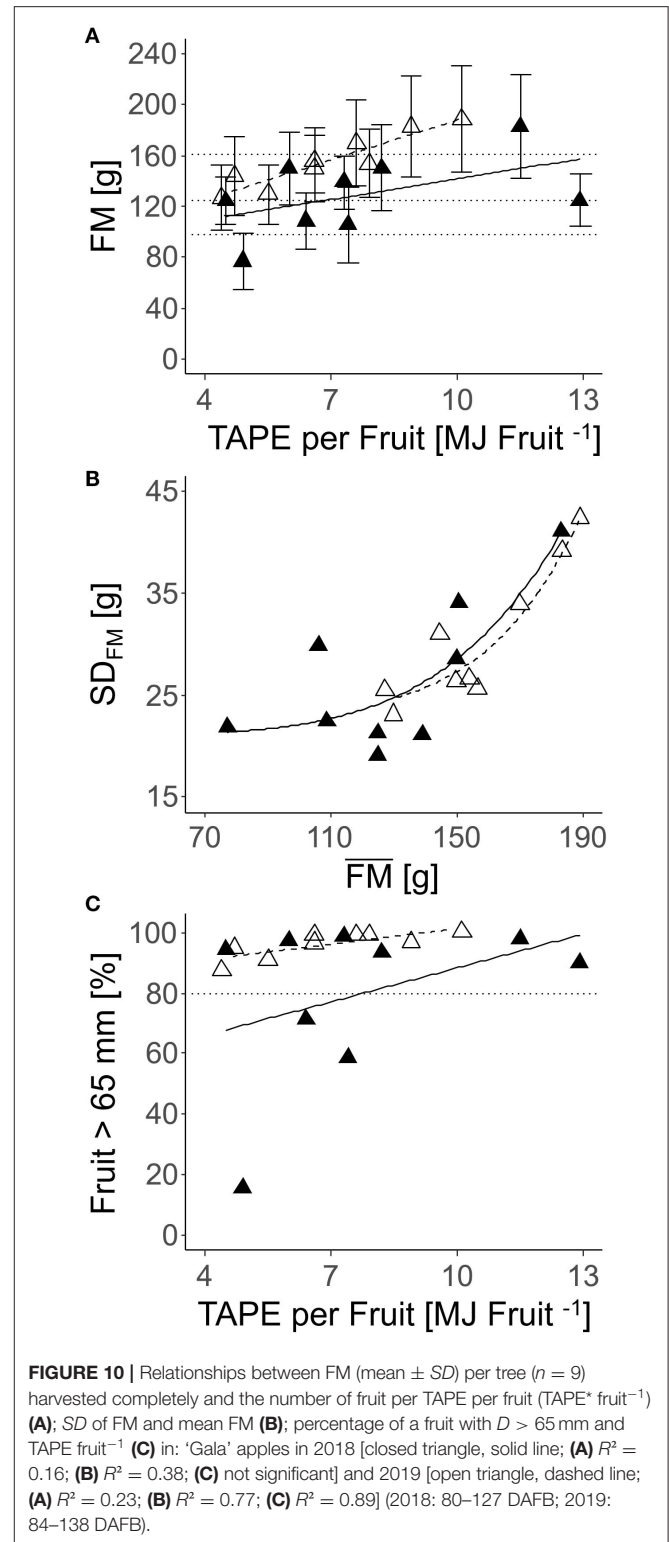 A
240
200
160
120
80
40
0
FM [g]
4 7 10 13
TAPE per Fruit [MJ Fruit ⁻¹]
B
45
35
25
15
SD_FM [g]
70 110 150 190
F̅M̅ [g]
C
100
80
60
40
20
0
Fruit > 65 mm [%]
4 7 10 13
TAPE per Fruit [MJ Fruit ⁻¹]
FIGURE 10 | Relationships between FM (mean ± SD) per tree (n = 9)
harvested completely and the number of fruit per TAPE per fruit (TAPE* fruit⁻¹)
(A); SD of FM and mean FM (B); percentage of a fruit with D > 65 mm and
TAPE fruit⁻¹ (C) in: ‘Gala’ apples in 2018 [closed triangle, solid line; (A) R² =
0.16; (B) R² = 0.38; (C) not significant] and 2019 [open triangle, dashed line;
(A) R² = 0.23; (B) R² = 0.77; (C) R² = 0.89] (2018: 80–127 DAFB; 2019:
84–138 DAFB).